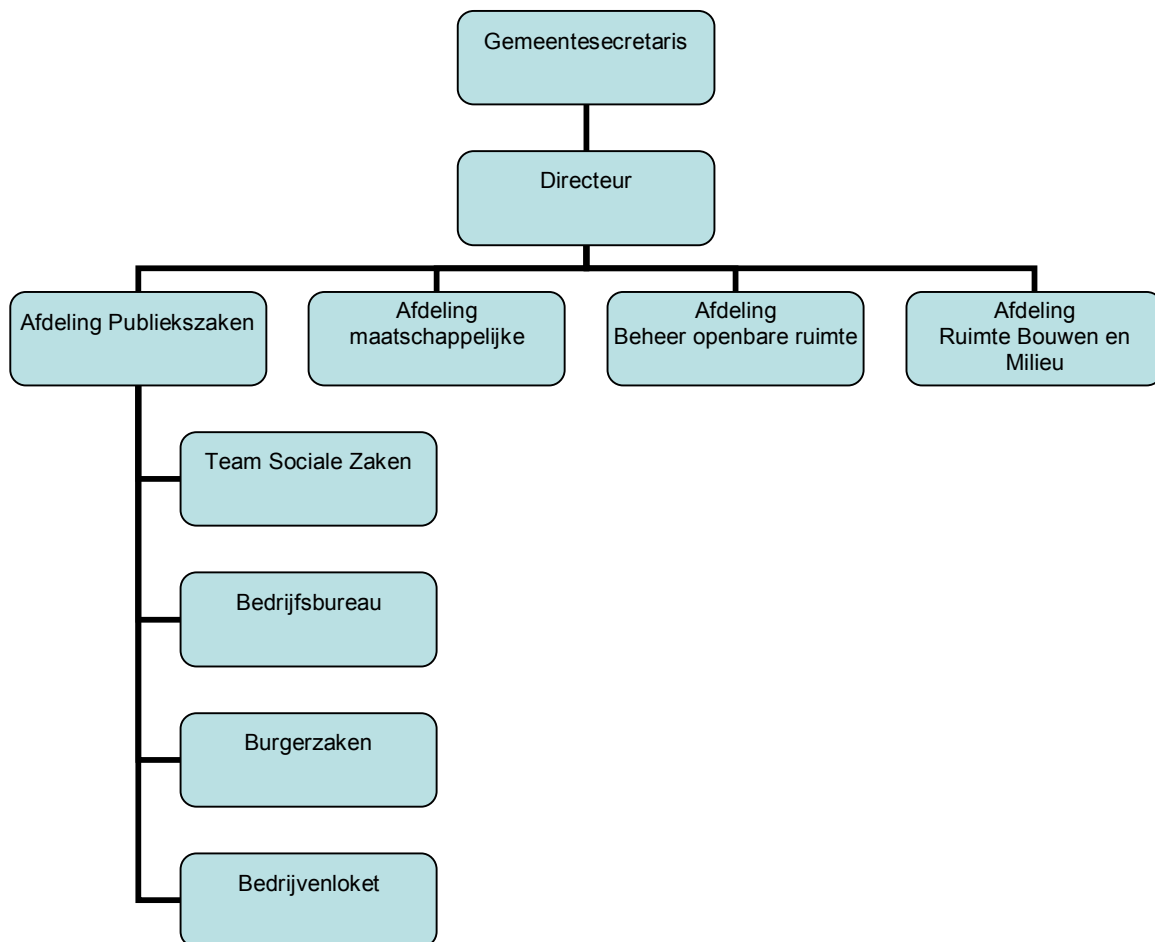 Gemeentesecretaris
Directeur
Afdeling Publiekszaken
Afdeling
maatschappelijke
Afdeling
Beheer openbare ruimte
Afdeling
Ruimte Bouwen en
Milieu
Team Sociale Zaken
Bedrijfsbureau
Burgerzaken
Bedrijvenloket